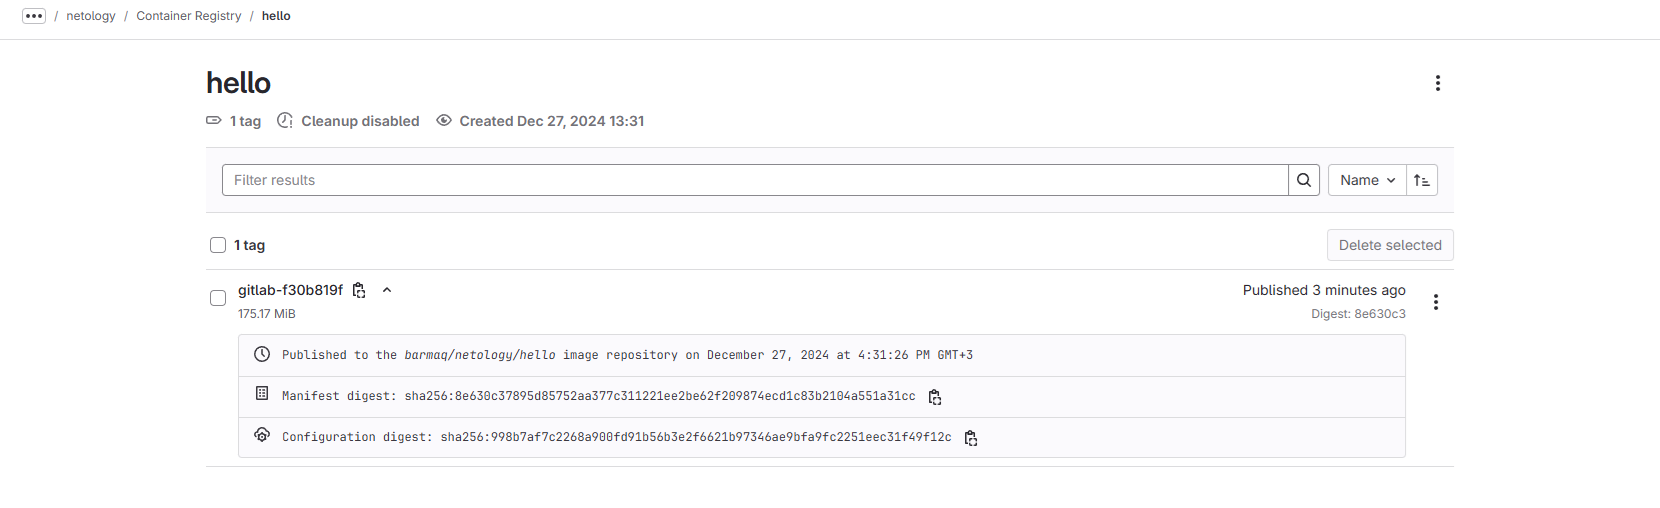 ••• / netology / Container Registry / hello
hello
1 tag Cleanup disabled Created Dec 27, 2024 13:31
Filter results Name
1 tag Delete selected
gitlab-f30b819f Published 3 minutes ago
175.17 MiB Digest: 8e630c3
Published to the barmaq/netology/hello image repository on December 27, 2024 at 4:31:26 PM GMT+3
Manifest digest: sha256:8e630c37895d85752aa377c311221ee2be62f209874ecd1c83b2104a551a31cc
Configuration digest: sha256:998b7af7c2268a900fd91b56b3e2f6621b97346ae9bfa9fc2251eec31f49f12c